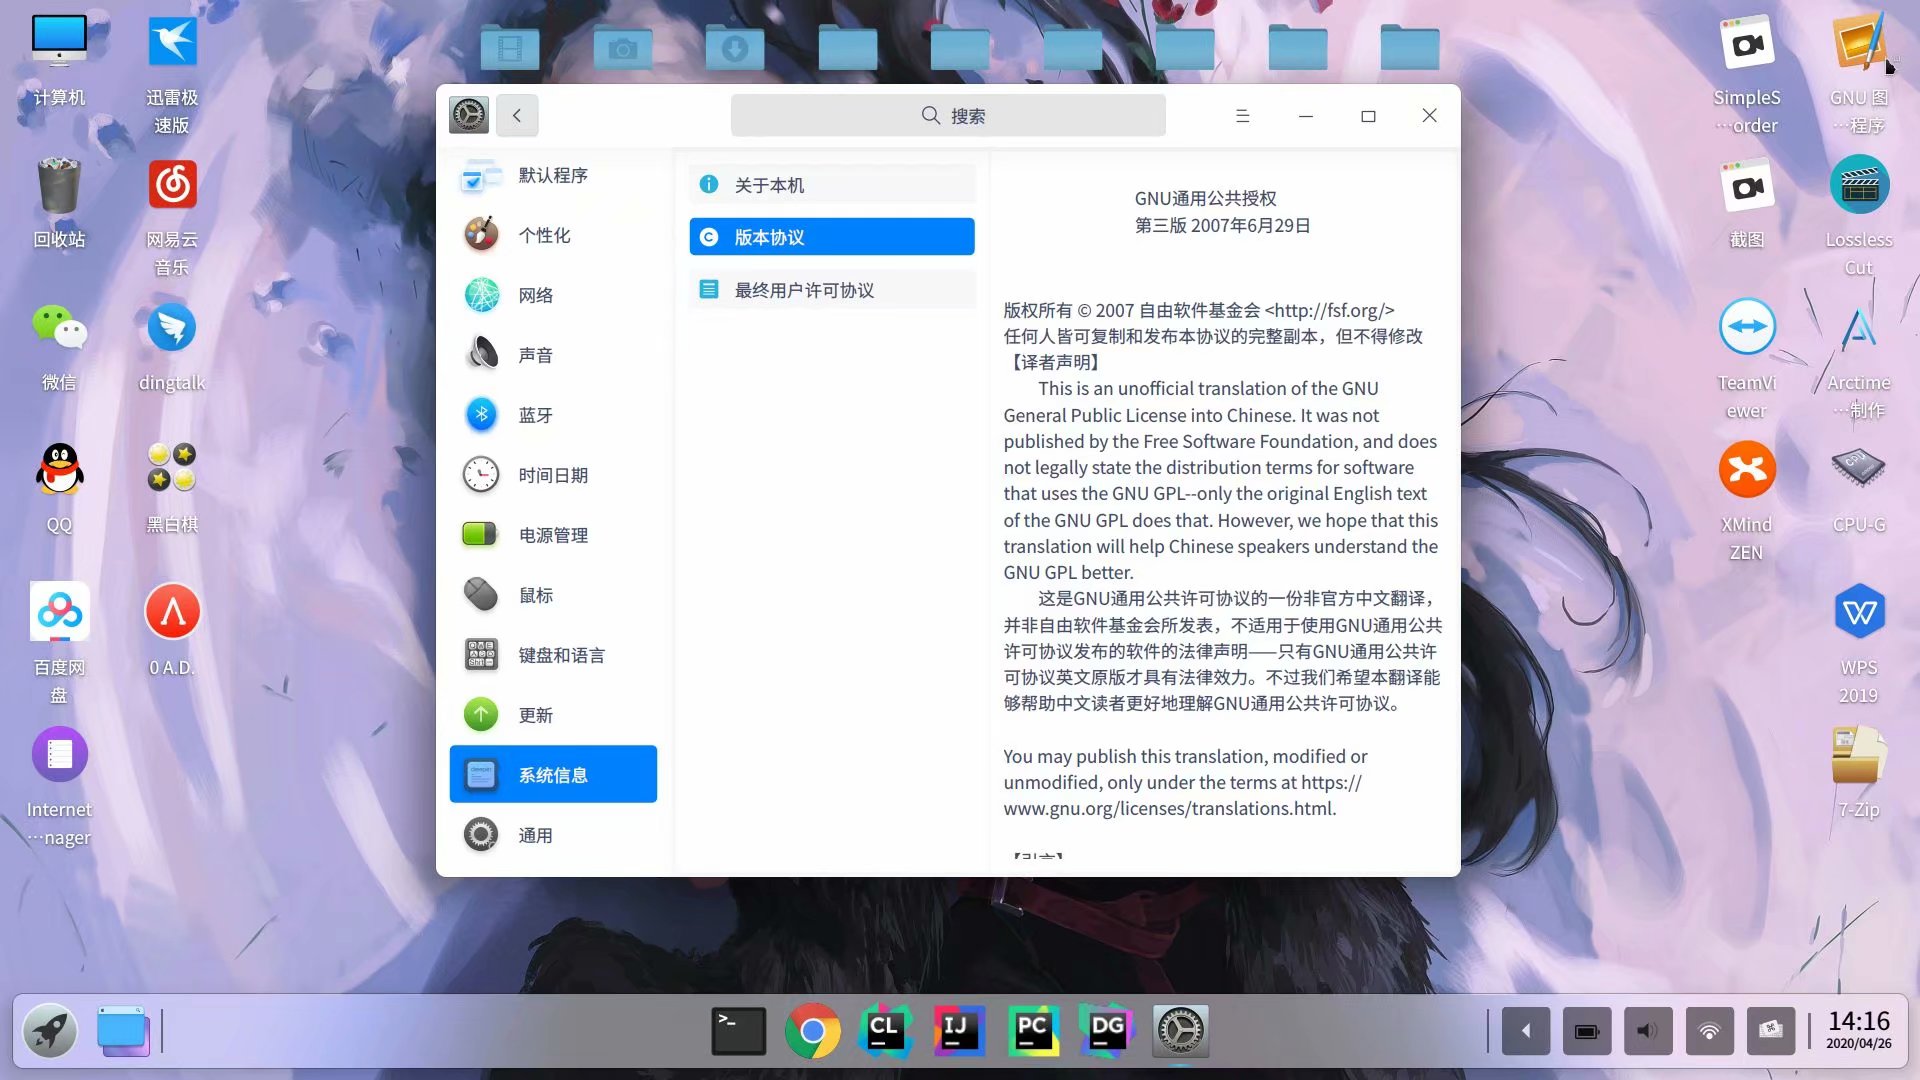 计算机
迅雷极
速版
回收站
网易云
音乐
微信
dingtalk
QQ
黑白棋
百度网
盘
0 A.D.
Internet
…nager
搜索
默认程序
个性化
网络
声音
蓝牙
时间日期
电源管理
鼠标
键盘和语言
更新
系统信息
通用
关于本机
版本协议
最终用户许可协议
GNU通用公共授权
第三版 2007年6月29日
版权所有 © 2007 自由软件基金会 <http://fsf.org/>
任何人皆可复制和发布本协议的完整副本，但不得修改
【译者声明】
This is an unofficial translation of the GNU
General Public License into Chinese. It was not
published by the Free Software Foundation, and does
not legally state the distribution terms for software
that uses the GNU GPL--only the original English text
of the GNU GPL does that. However, we hope that this
translation will help Chinese speakers understand the
GNU GPL better.
这是GNU通用公共许可协议的一份非官方中文翻译，
并非自由软件基金会所发表，不适用于使用GNU通用公共
许可协议发布的软件的法律声明——只有GNU通用公共许
可协议英文原版才具有法律效力。不过我们希望本翻译能
够帮助中文读者更好地理解GNU通用公共许可协议。
You may publish this translation, modified or
unmodified, only under the terms at https://
www.gnu.org/licenses/translations.html.
SimpleS
…order
GNU 图
…程序
截图
Lossless
Cut
TeamVi
ewer
Arctime
…制作
XMind
ZEN
CPU
CPU-G
WPS
2019
7-Zip
>_
CL
IJ
PC
DG
14:16
2020/04/26